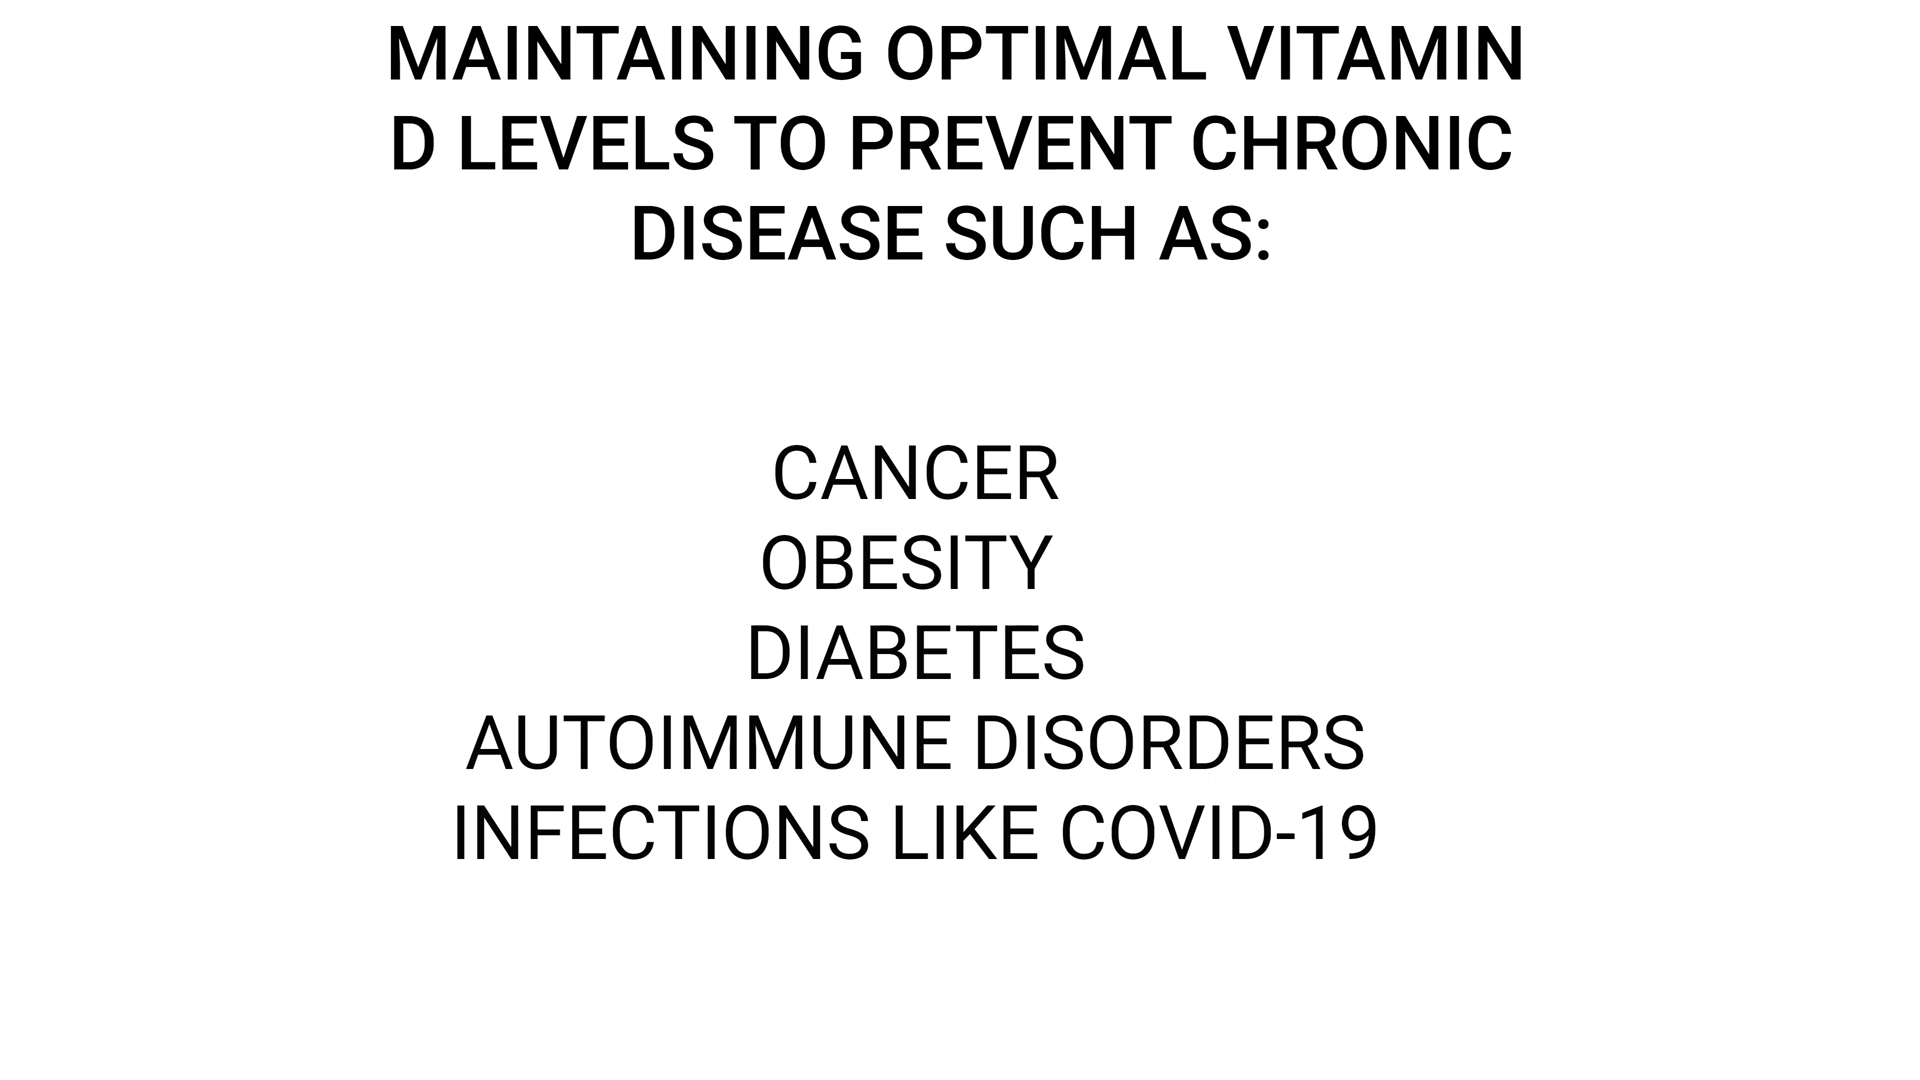 MAINTAINING OPTIMAL VITAMIN
D LEVELS TO PREVENT CHRONIC
DISEASE SUCH AS:
CANCER
OBESITY
DIABETES
AUTOIMMUNE DISORDERS
INFECTIONS LIKE COVID-19